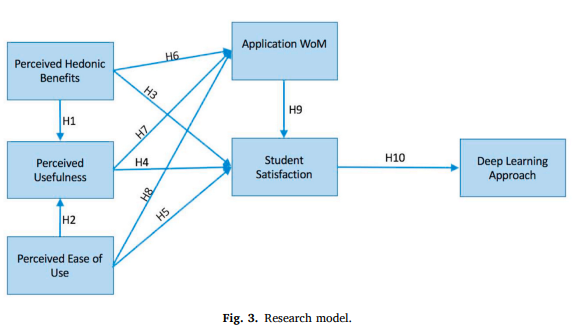 Perceived Hedonic
Benefits
Application WoM
H6
H3
H1
H7
H9
Perceived
Usefulness
H4
Student
Satisfaction
H10
Deep Learning
Approach
H8
H2
H5
Perceived Ease of
Use
Fig. 3. Research model.